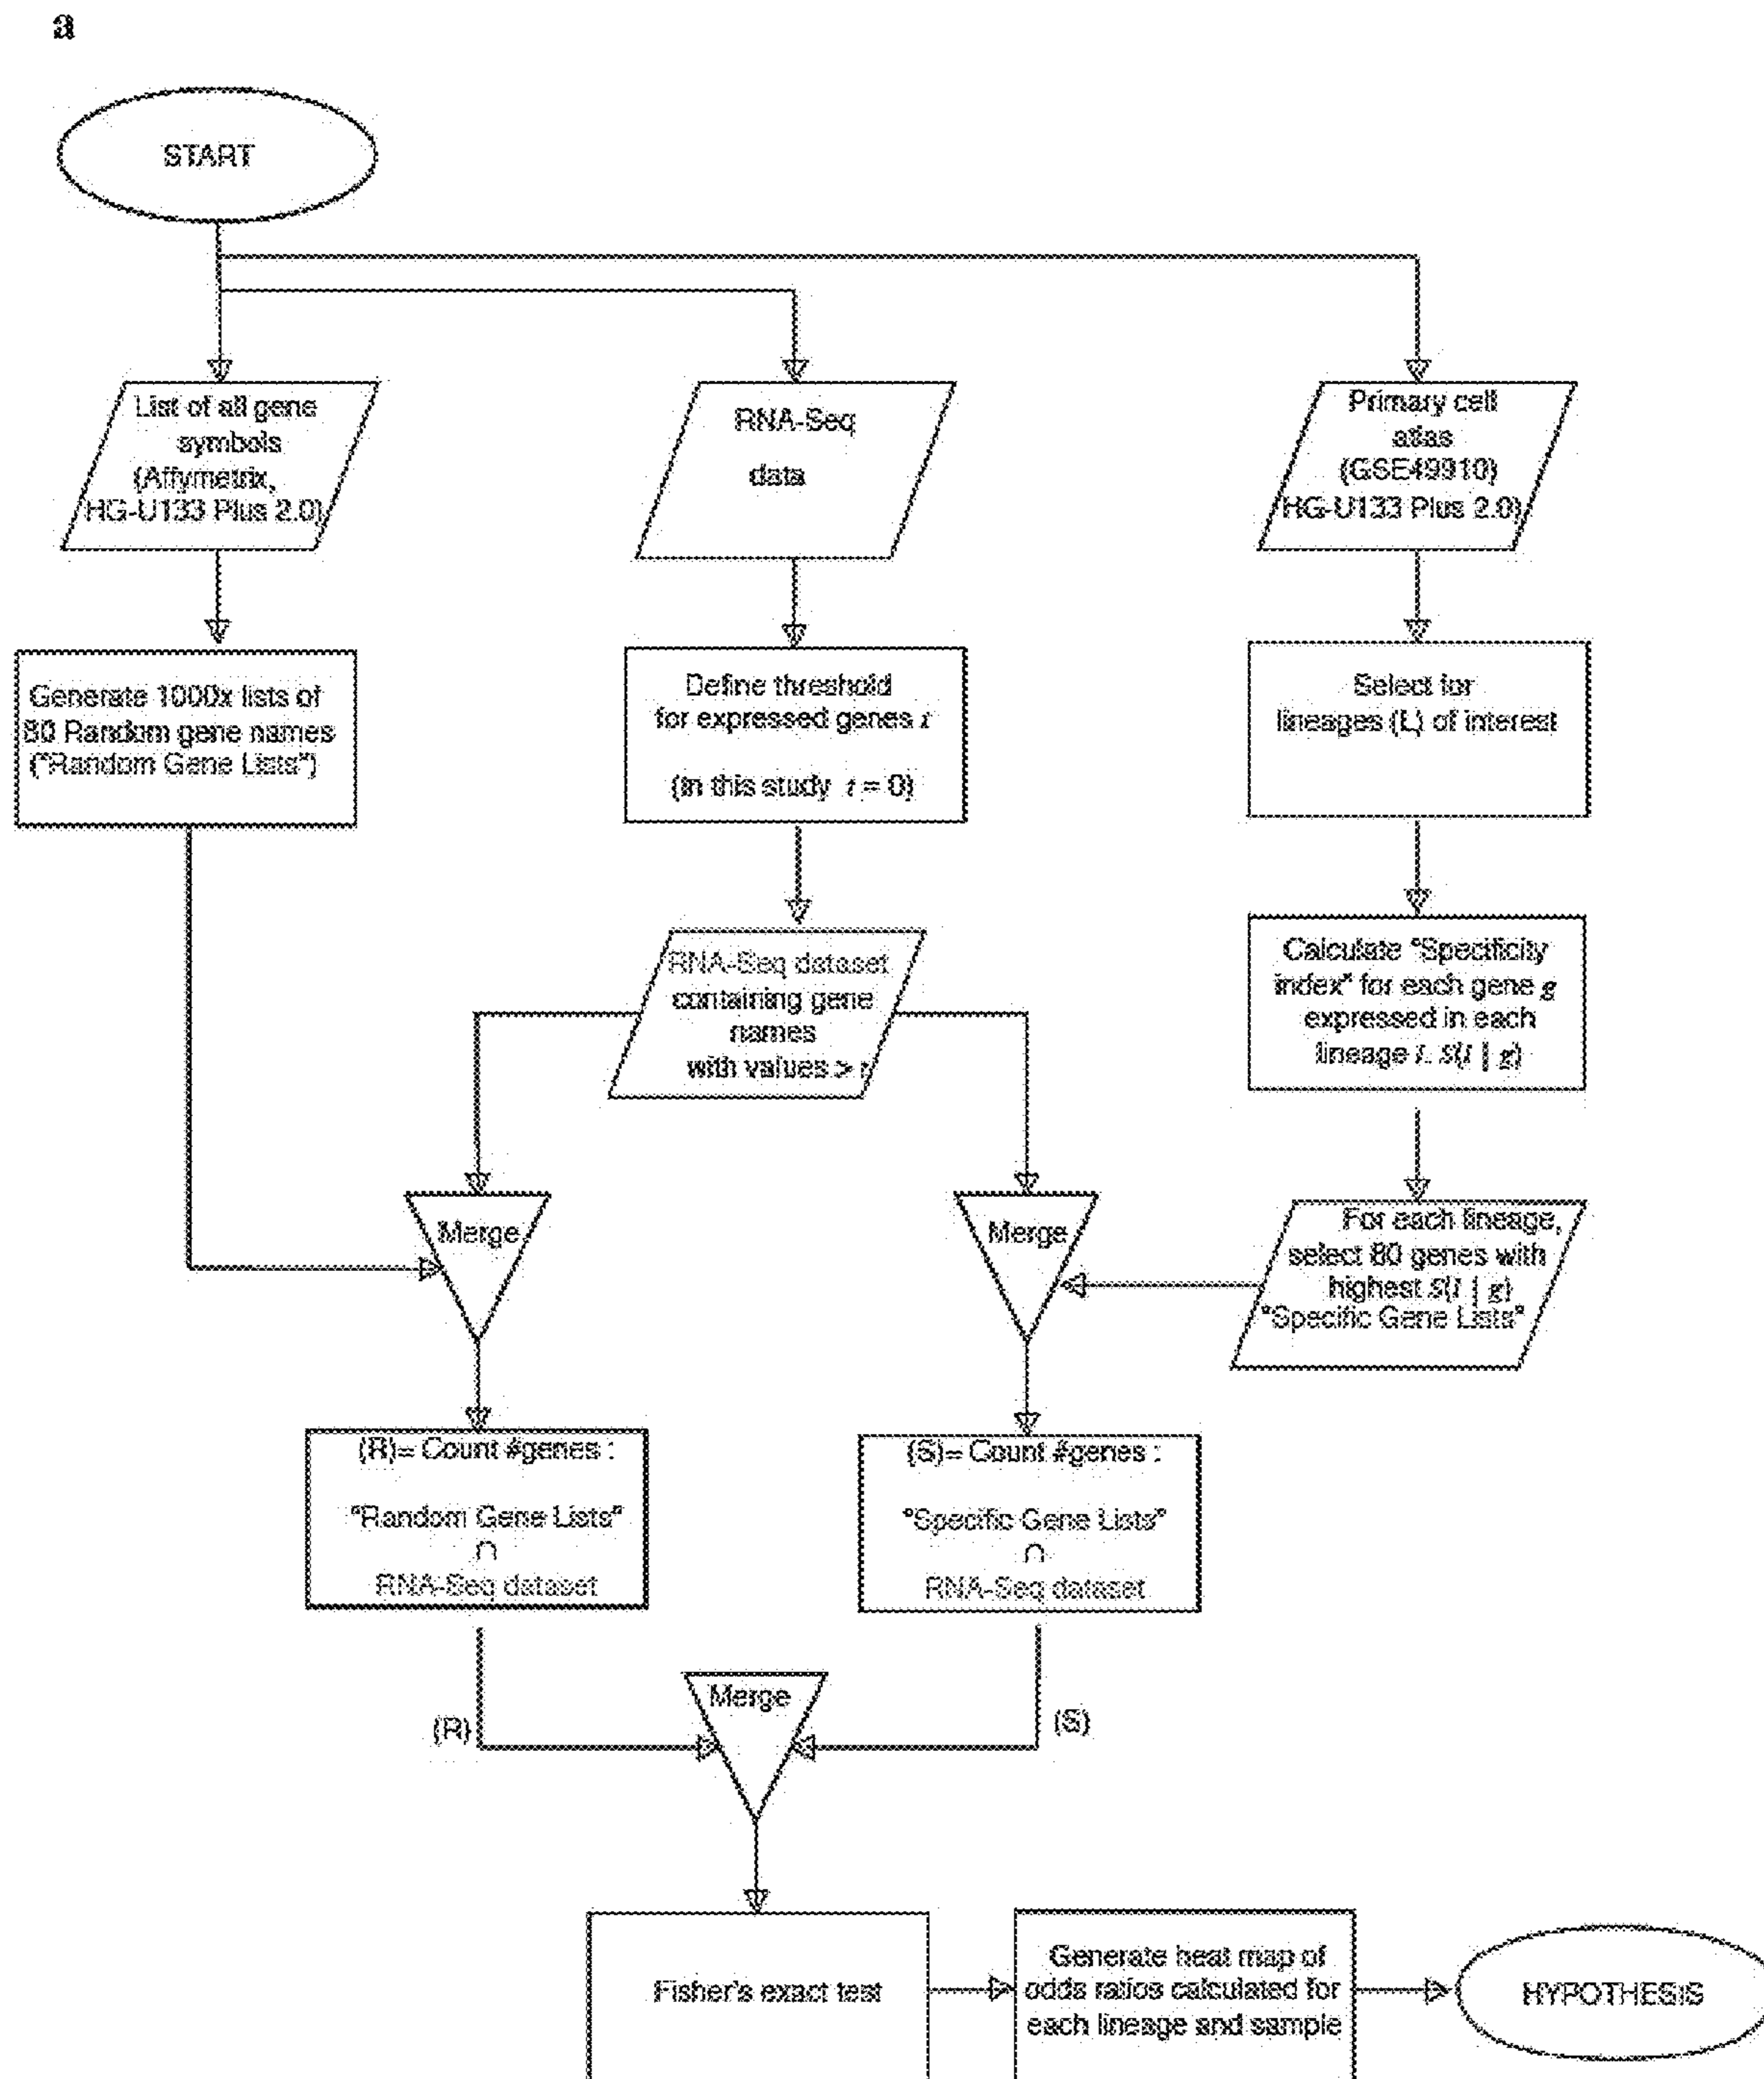 a
START
List of all gene
symbols
(Affymetrix,
HG-U133 Plus 2.0)
RNA-Seq
data
Primary cell
atlas
(GSE49910)
HG-U133 Plus 2.0)
Generate 1000x lists of
80 Random gene names
("Random Gene Lists")
Define threshold
for expressed genes t
(in this study t = 0)
Select for
lineages (L) of interest
RNA-Seq dataset
containing gene
names
with values > t
Calculate "Specificity
index" for each gene g
expressed in each
lineage l. S(l | g)
Merge
Merge
For each lineage,
select 80 genes with
highest S(l | g)
"Specific Gene Lists"
(R)= Count #genes :
"Random Gene Lists"
∩
RNA-Seq dataset
(S)= Count #genes :
"Specific Gene Lists"
∩
RNA-Seq dataset
Merge
(R)
(S)
Fisher's exact test
Generate heat map of
odds ratios calculated for
each lineage and sample
HYPOTHESIS